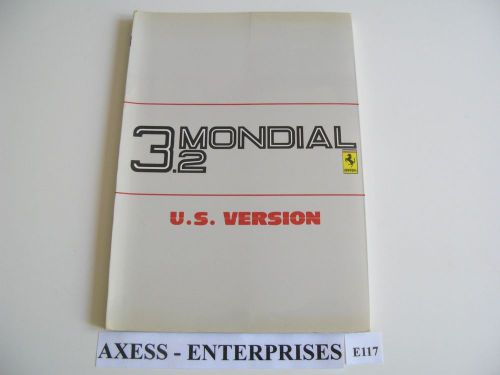 3.2 MONDIAL
U.S. VERSION
AXESS - ENTERPRISES E117